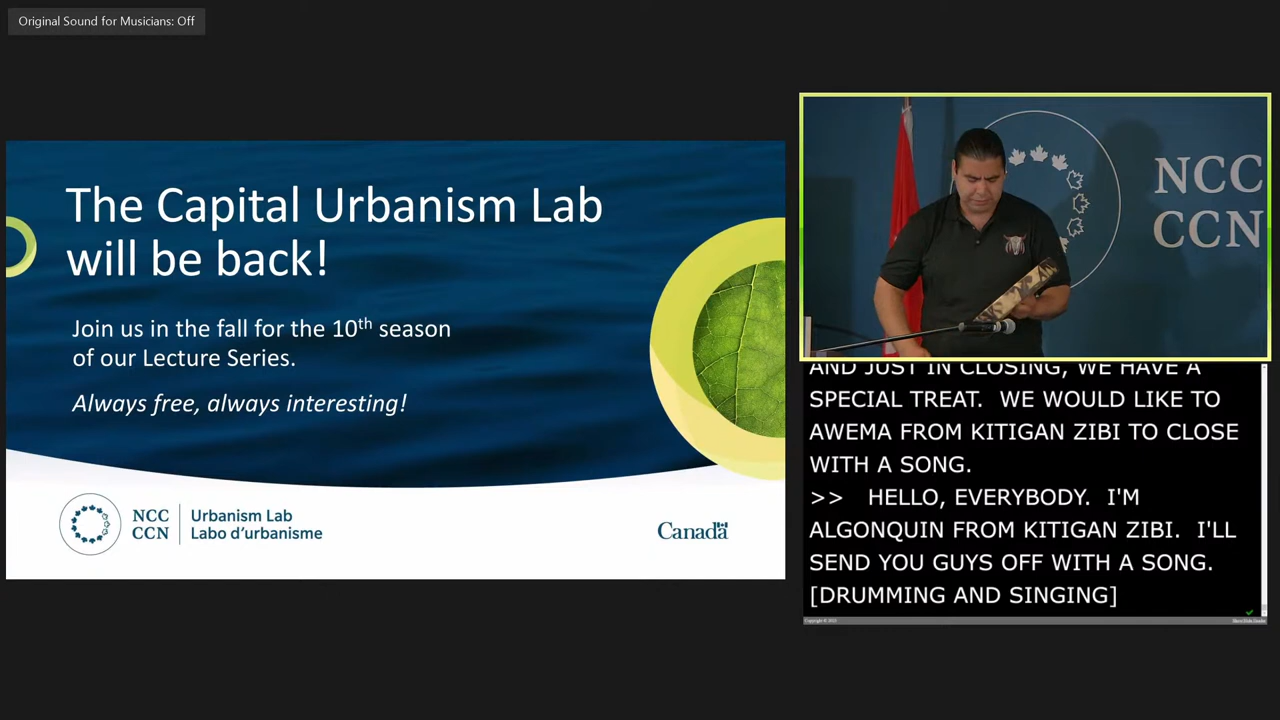 Original Sound for Musicians: Off
The Capital Urbanism Lab
will be back!
Join us in the fall for the 10th season
of our Lecture Series.
Always free, always interesting!
NCC
CCN
Urbanism Lab
Labo d'urbanisme
Canada
NCC
CCN
AND JUST IN CLOSING, WE HAVE A
SPECIAL TREAT. WE WOULD LIKE TO
AWEMA FROM KITIGAN ZIBI TO CLOSE
WITH A SONG.
>> HELLO, EVERYBODY. I'M
ALGONQUIN FROM KITIGAN ZIBI. I'LL
SEND YOU GUYS OFF WITH A SONG.
[DRUMMING AND SINGING]